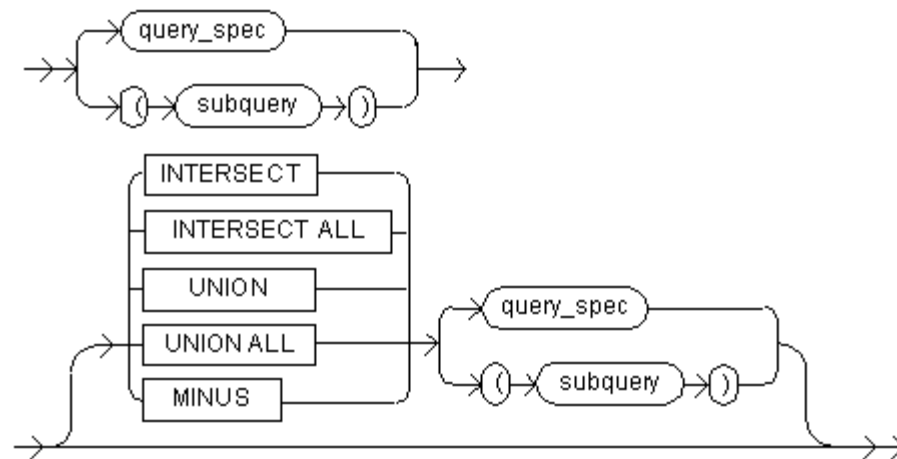 query_spec
( subquery )
INTERSECT
INTERSECT ALL
UNION
query_spec
UNION ALL
( subquery )
MINUS